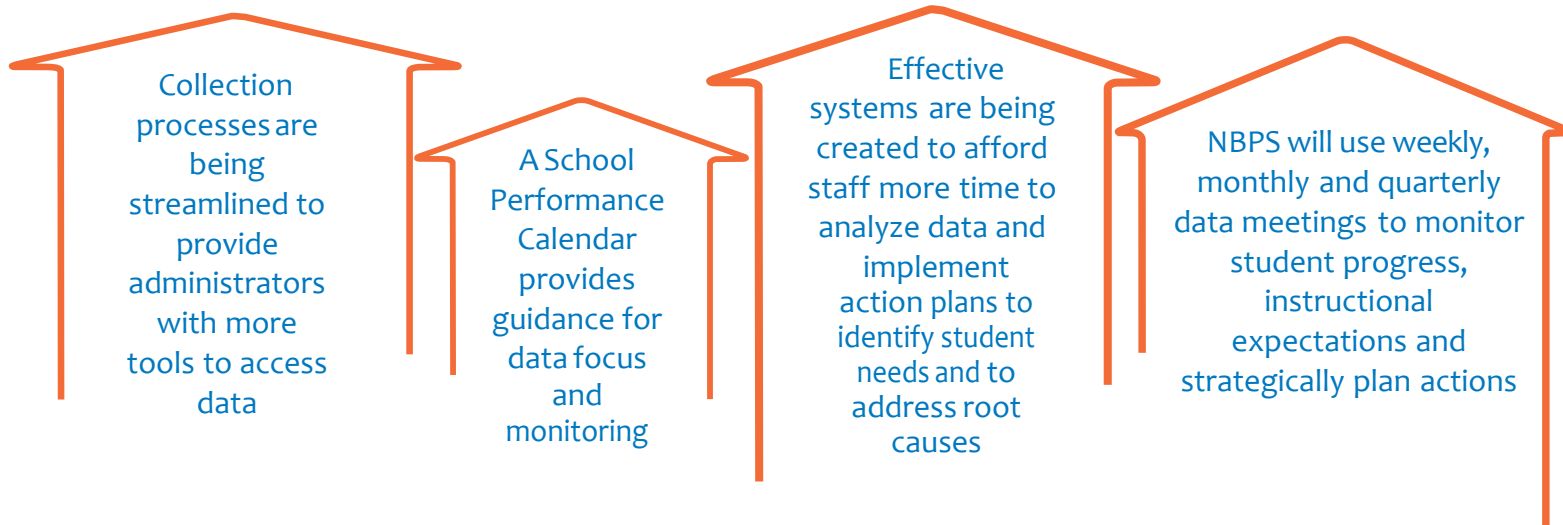 Collection
processes are
being
streamlined to
provide
administrators
with more
tools to access
data
A School
Performance
Calendar
provides
guidance for
data focus
and
monitoring
Effective
systems are being
created to afford
staff more time to
analyze data and
implement
action plans to
identify student
needs and to
address root
causes
NBPS will use weekly,
monthly and quarterly
data meetings to monitor
student progress,
instructional
expectations and
strategically plan actions